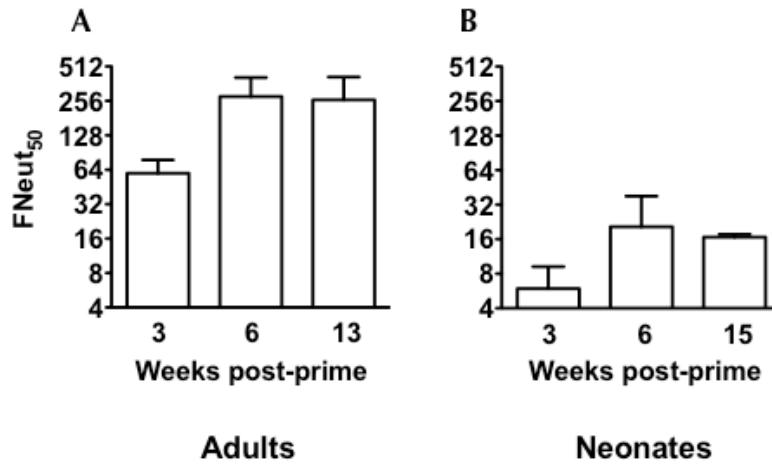 A
512
256
128
64
32
16
8
4
FNeut50
3 6 13
Weeks post-prime
Adults
B
512
256
128
64
32
16
8
4
3 6 15
Weeks post-prime
Neonates